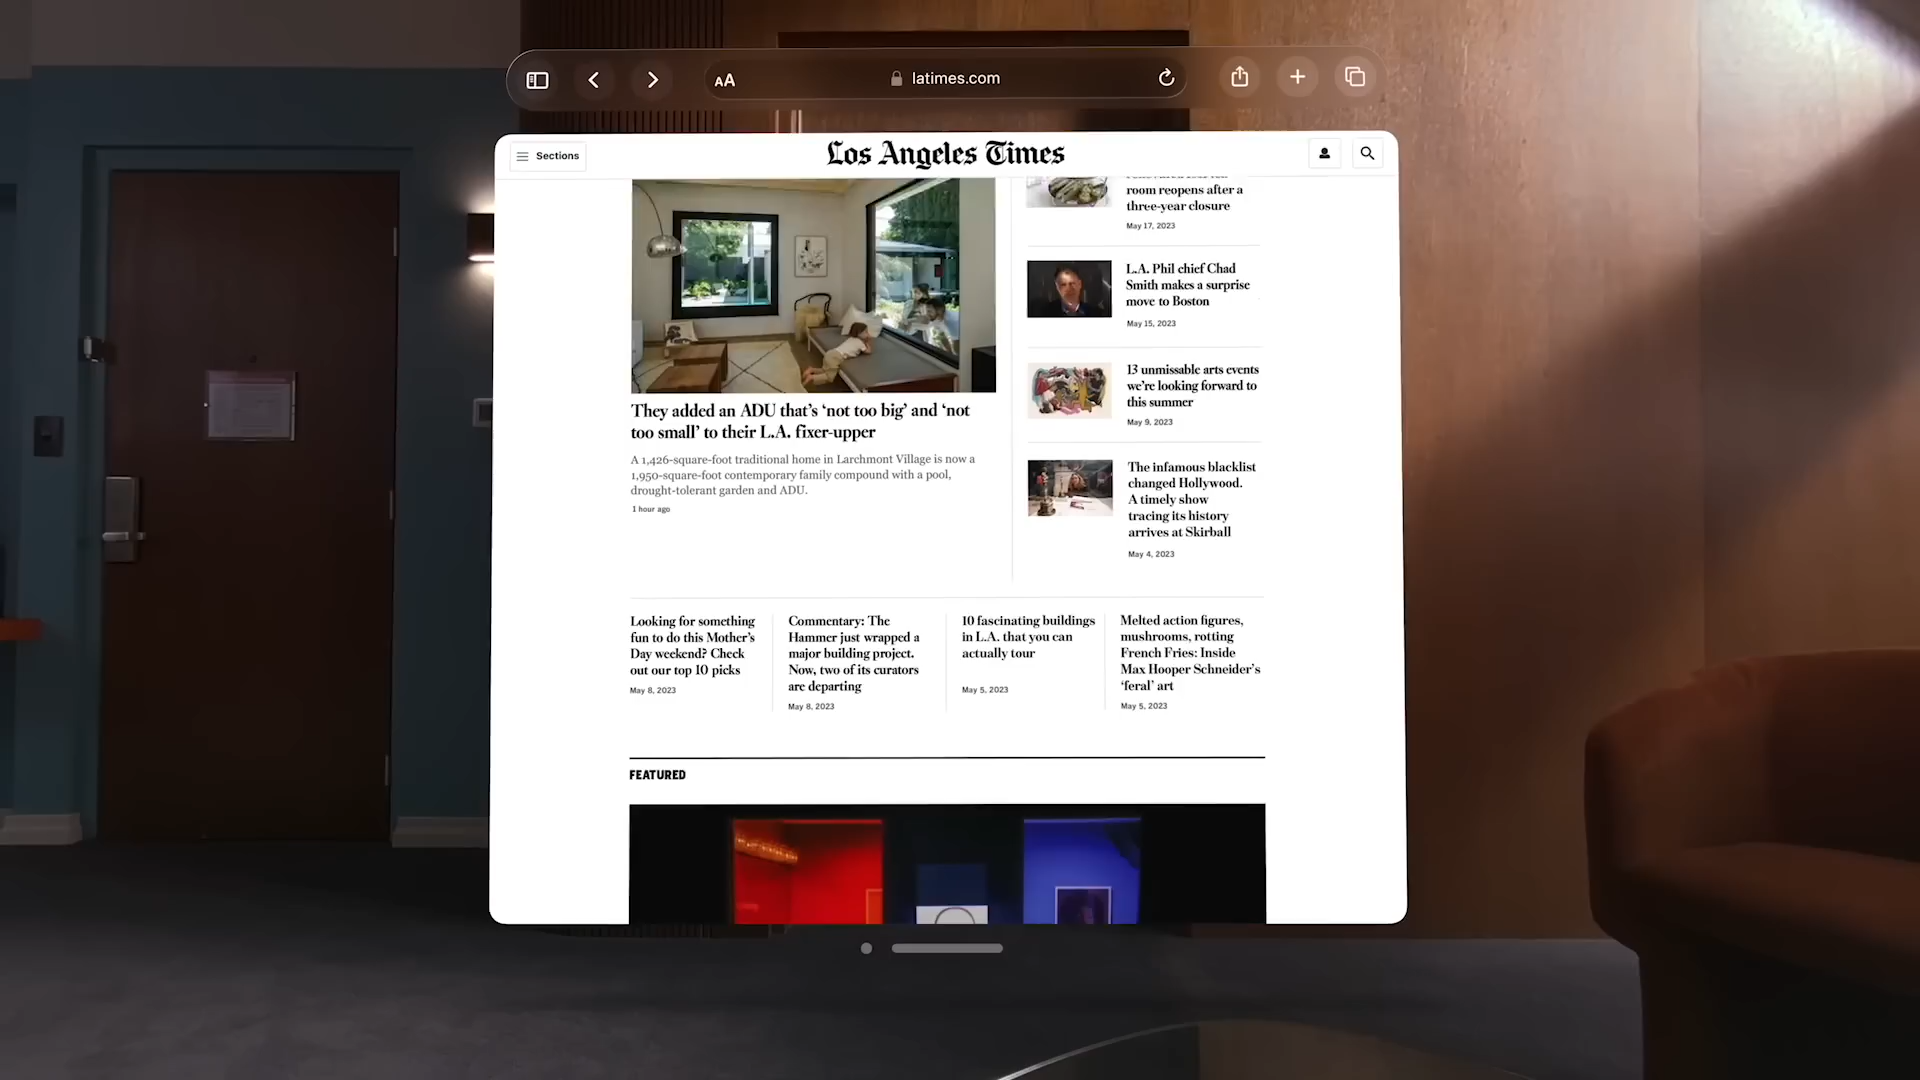 AA
latimes.com
Sections
Los Angeles Times
They added an ADU that’s ‘not too big’ and ‘not
too small’ to their L.A. fixer-upper
A 1,426-square-foot traditional home in Larchmont Village is now a
1,950-square-foot contemporary family compound with a pool,
drought-tolerant garden and ADU.
1 hour ago
room reopens after a
three-year closure
May 17, 2023
L.A. Phil chief Chad
Smith makes a surprise
move to Boston
May 15, 2023
13 unmissable arts events
we’re looking forward to
this summer
May 9, 2023
The infamous blacklist
changed Hollywood.
A timely show
tracing its history
arrives at Skirball
May 4, 2023
Looking for something
fun to do this Mother’s
Day weekend? Check
out our top 10 picks
May 8, 2023
Commentary: The
Hammer just wrapped a
major building project.
Now, two of its curators
are departing
May 8, 2023
10 fascinating buildings
in L.A. that you can
actually tour
May 5, 2023
Melted action figures,
mushrooms, rotting
French Fries: Inside
Max Hooper Schneider’s
‘feral’ art
May 5, 2023
FEATURED